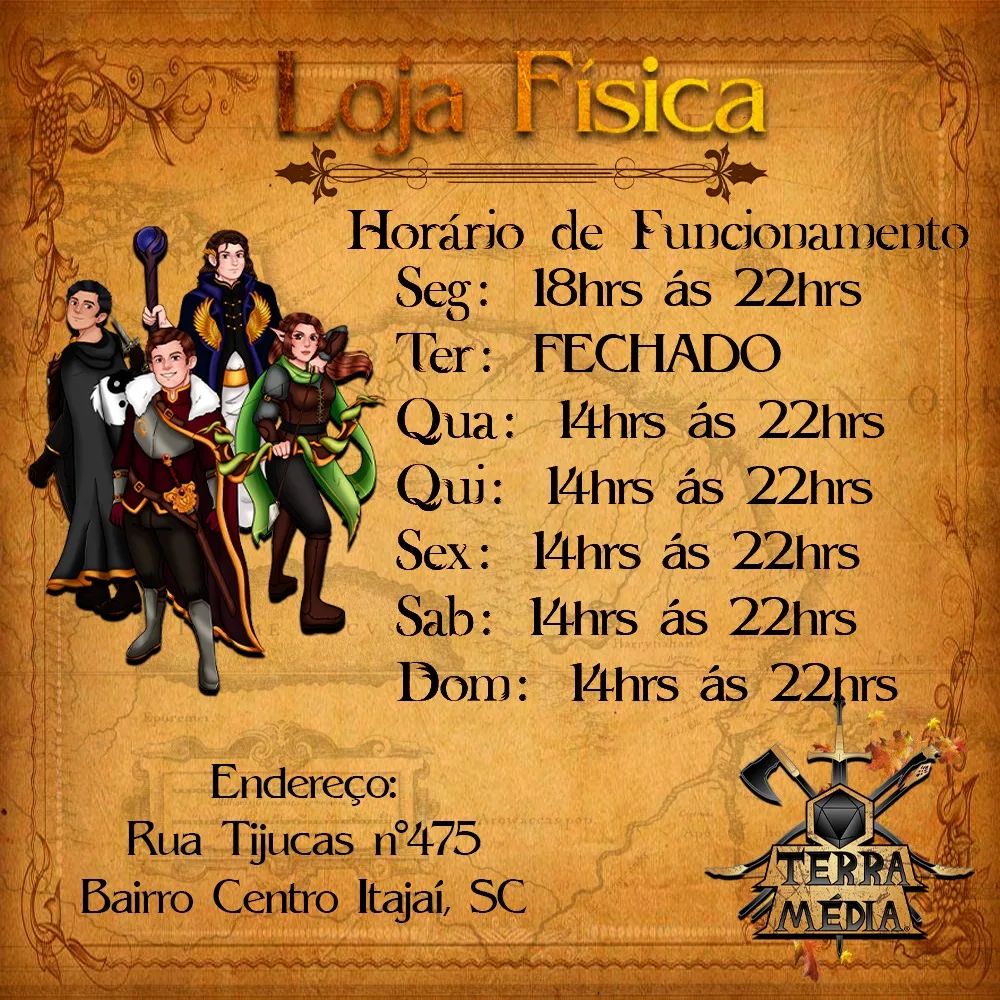 Loja Física
Horário de Funcionamento
Seg: 18hrs ás 22hrs
Ter: FECHADO
Qua: 14hrs ás 22hrs
Qui: 14hrs ás 22hrs
Sex: 14hrs ás 22hrs
Sab: 14hrs ás 22hrs
Dom: 14hrs ás 22hrs
Endereço:
Rua Tijucas n°475
Bairro Centro Itajaí, SC
TERRA
MÉDIA